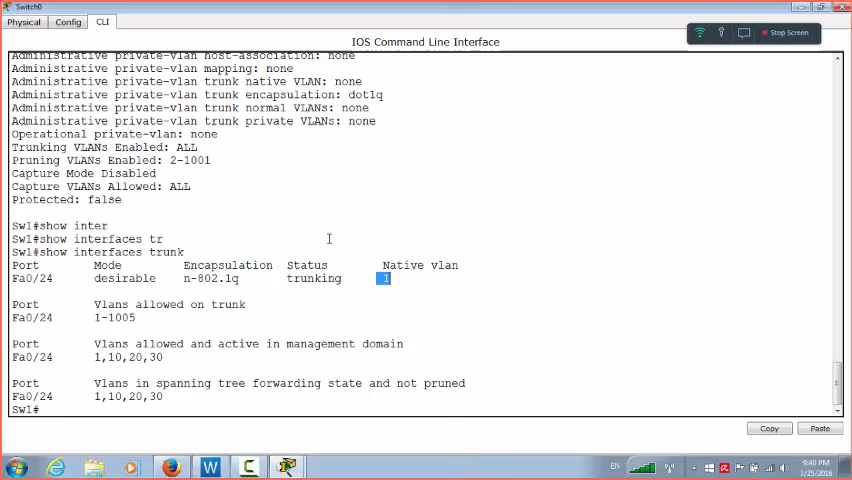 Switch0
Physical Config CLI
Stop Screen
IOS Command Line Interface
Administrative private-vlan host-association: none
Administrative private-vlan mapping: none
Administrative private-vlan trunk native VLAN: none
Administrative private-vlan trunk encapsulation: dot1q
Administrative private-vlan trunk normal VLANs: none
Administrative private-vlan trunk private VLANs: none
Operational private-vlan: none
Trunking VLANs Enabled: ALL
Pruning VLANs Enabled: 2-1001
Capture Mode Disabled
Capture VLANs Allowed: ALL
Protected: false
Sw1#show inter
Sw1#show interfaces tr
Sw1#show interfaces trunk
Port Mode Encapsulation Status Native vlan
Fa0/24 desirable n-802.1q trunking 1
Port Vlans allowed on trunk
Fa0/24 1-1005
Port Vlans allowed and active in management domain
Fa0/24 1,10,20,30
Port Vlans in spanning tree forwarding state and not pruned
Fa0/24 1,10,20,30
Sw1#
Copy Paste
EN
9:40 PM
3/25/2016